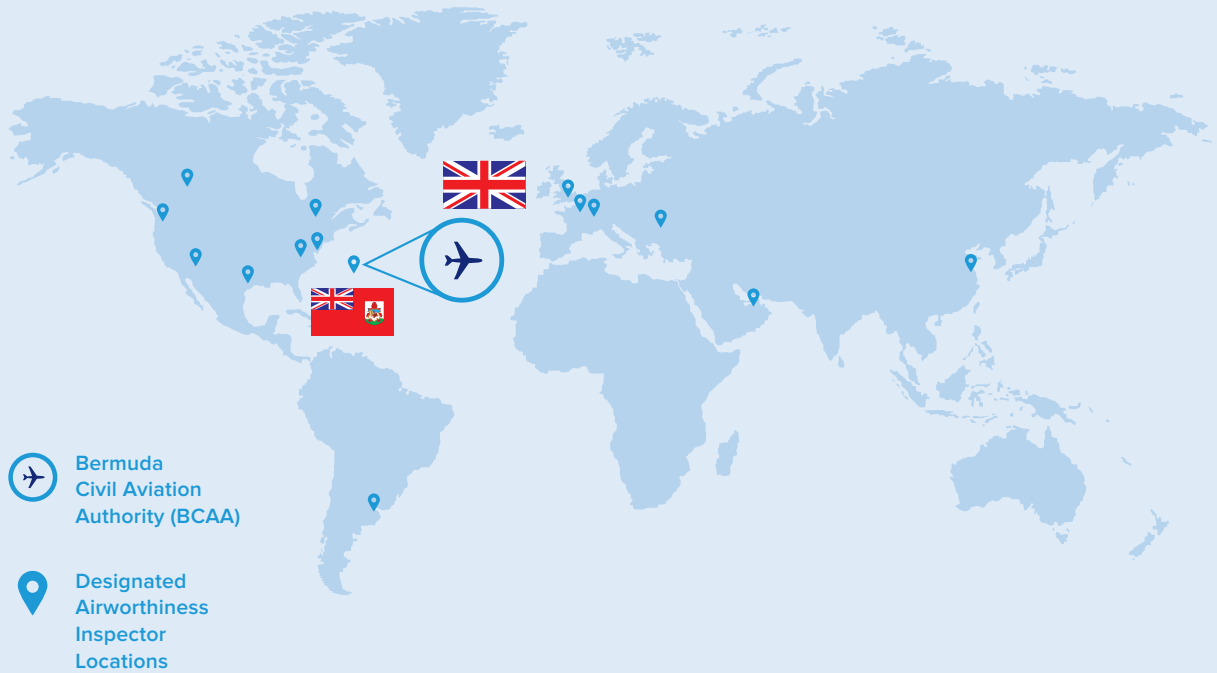 Bermuda
Civil Aviation
Authority (BCAA)
Designated
Airworthiness
Inspector
Locations